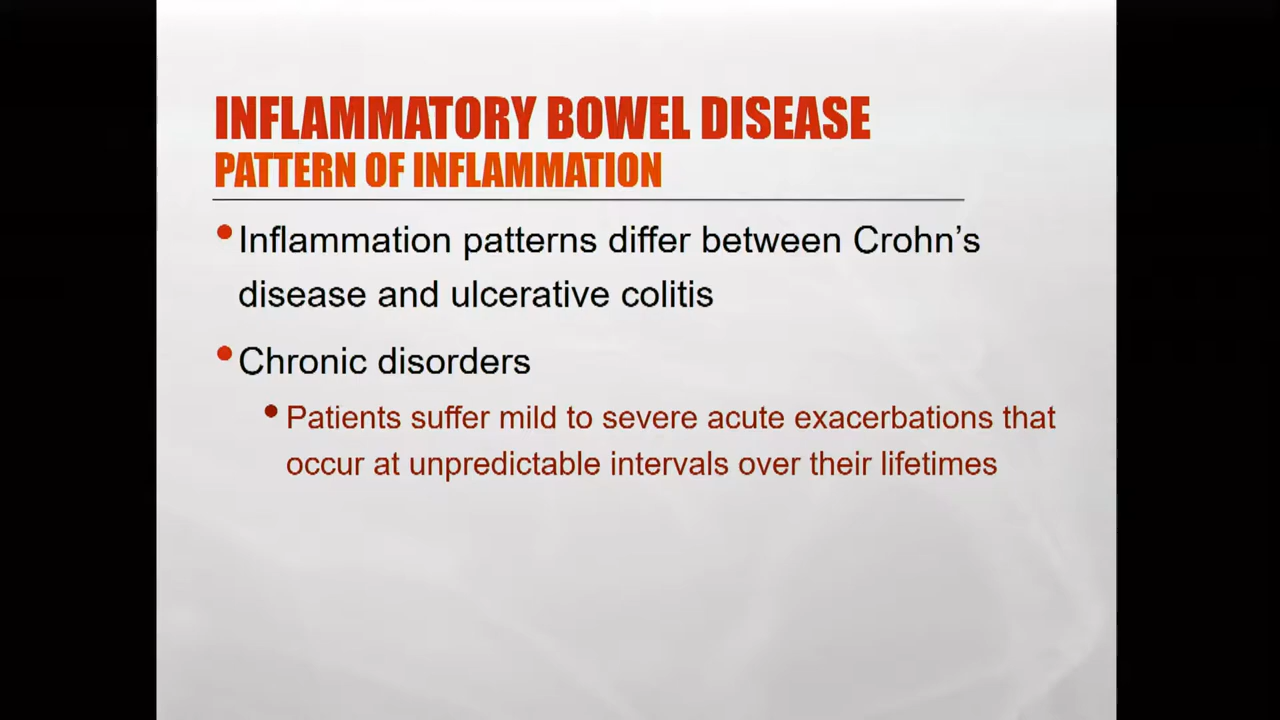 INFLAMMATORY BOWEL DISEASE
PATTERN OF INFLAMMATION
•Inflammation patterns differ between Crohn’s
disease and ulcerative colitis
•Chronic disorders
•Patients suffer mild to severe acute exacerbations that
occur at unpredictable intervals over their lifetimes